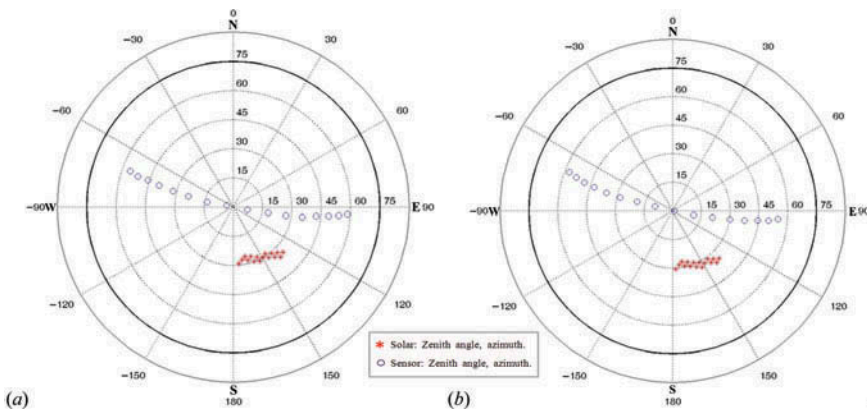 0
N
−30 30
75
−60 60
60
45
30
15
−90 W 15 30 45 60 75 E 90
−120 120
−150 150
S
180
(a)
0
N
−30 30
75
−60 60
60
45
30
15
−90 W 15 30 45 60 75 E 90
−120 120
−150 150
S
180
(b)
Solar: Zenith angle, azimuth.
Sensor: Zenith angle, azimuth.